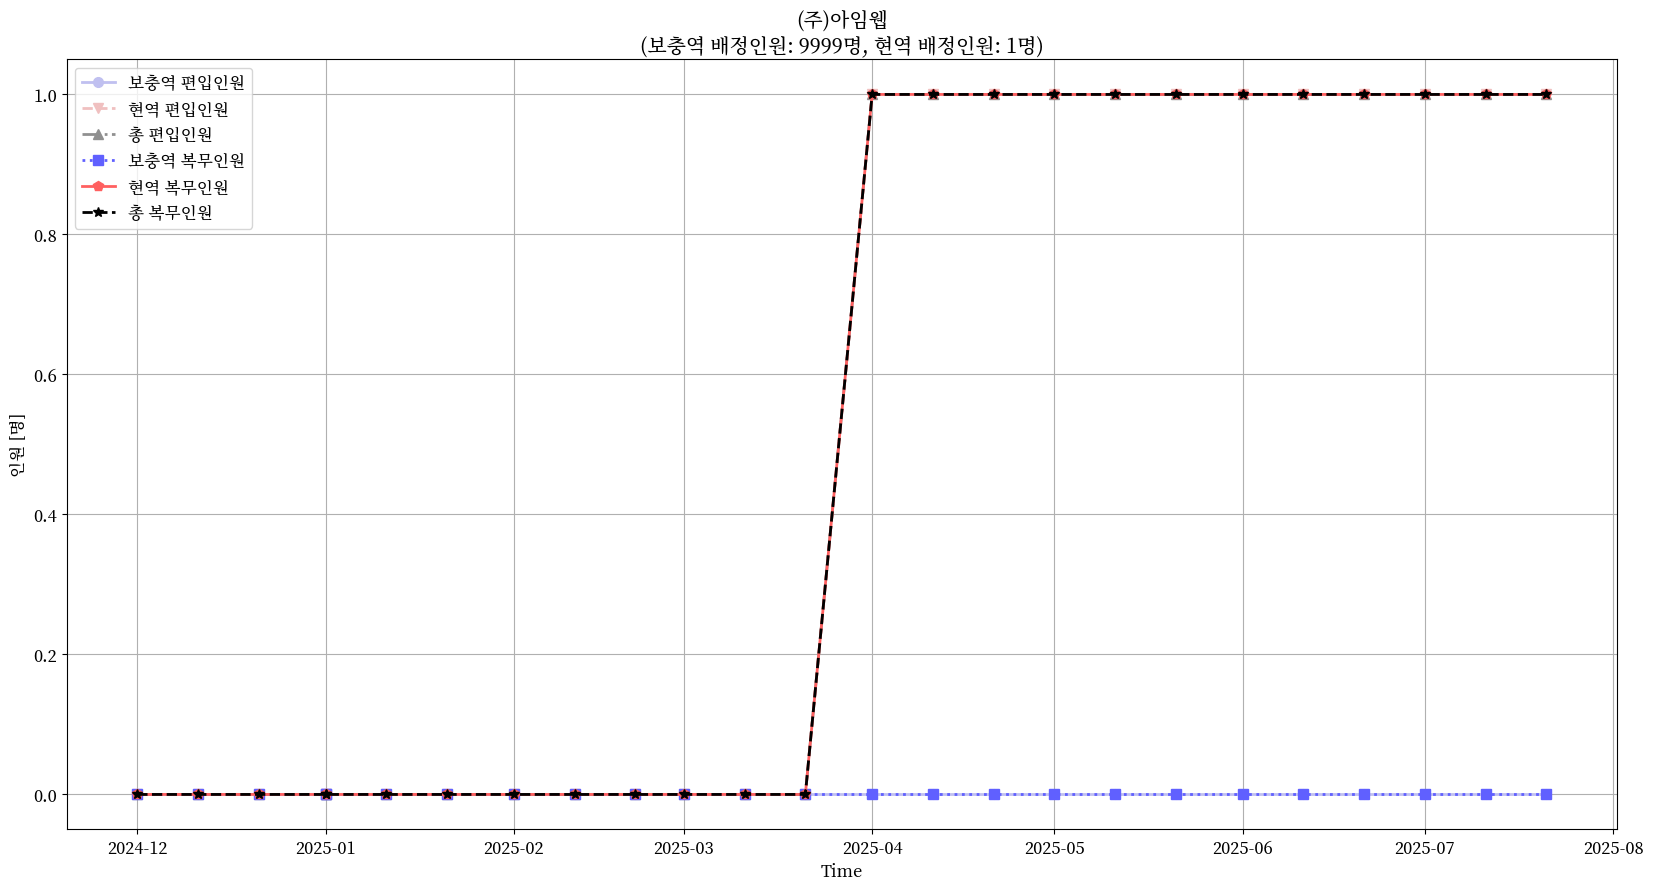 (주)아임웹
(보충역 배정인원: 9999명, 현역 배정인원: 1명)
보충역 편입인원
현역 편입인원
총 편입인원
보충역 복무인원
현역 복무인원
총 복무인원
1.0
0.8
0.6
0.4
0.2
0.0
인원 [명]
2024-12 2025-01 2025-02 2025-03 2025-04 2025-05 2025-06 2025-07 2025-08
Time